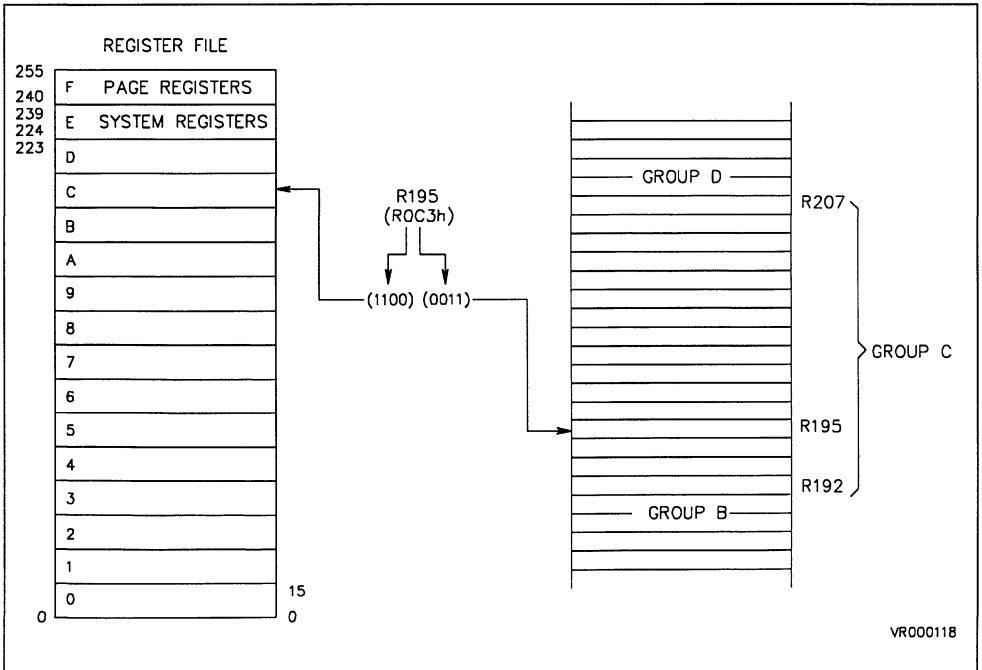 REGISTER FILE
255
240
239
224
223
F PAGE REGISTERS
E SYSTEM REGISTERS
D
C
B
A
9
8
7
6
5
4
3
2
1
0
15
0
0
R195
(R0C3h)
(1100) (0011)
GROUP D
R207
GROUP C
R195
R192
GROUP B
VR000118